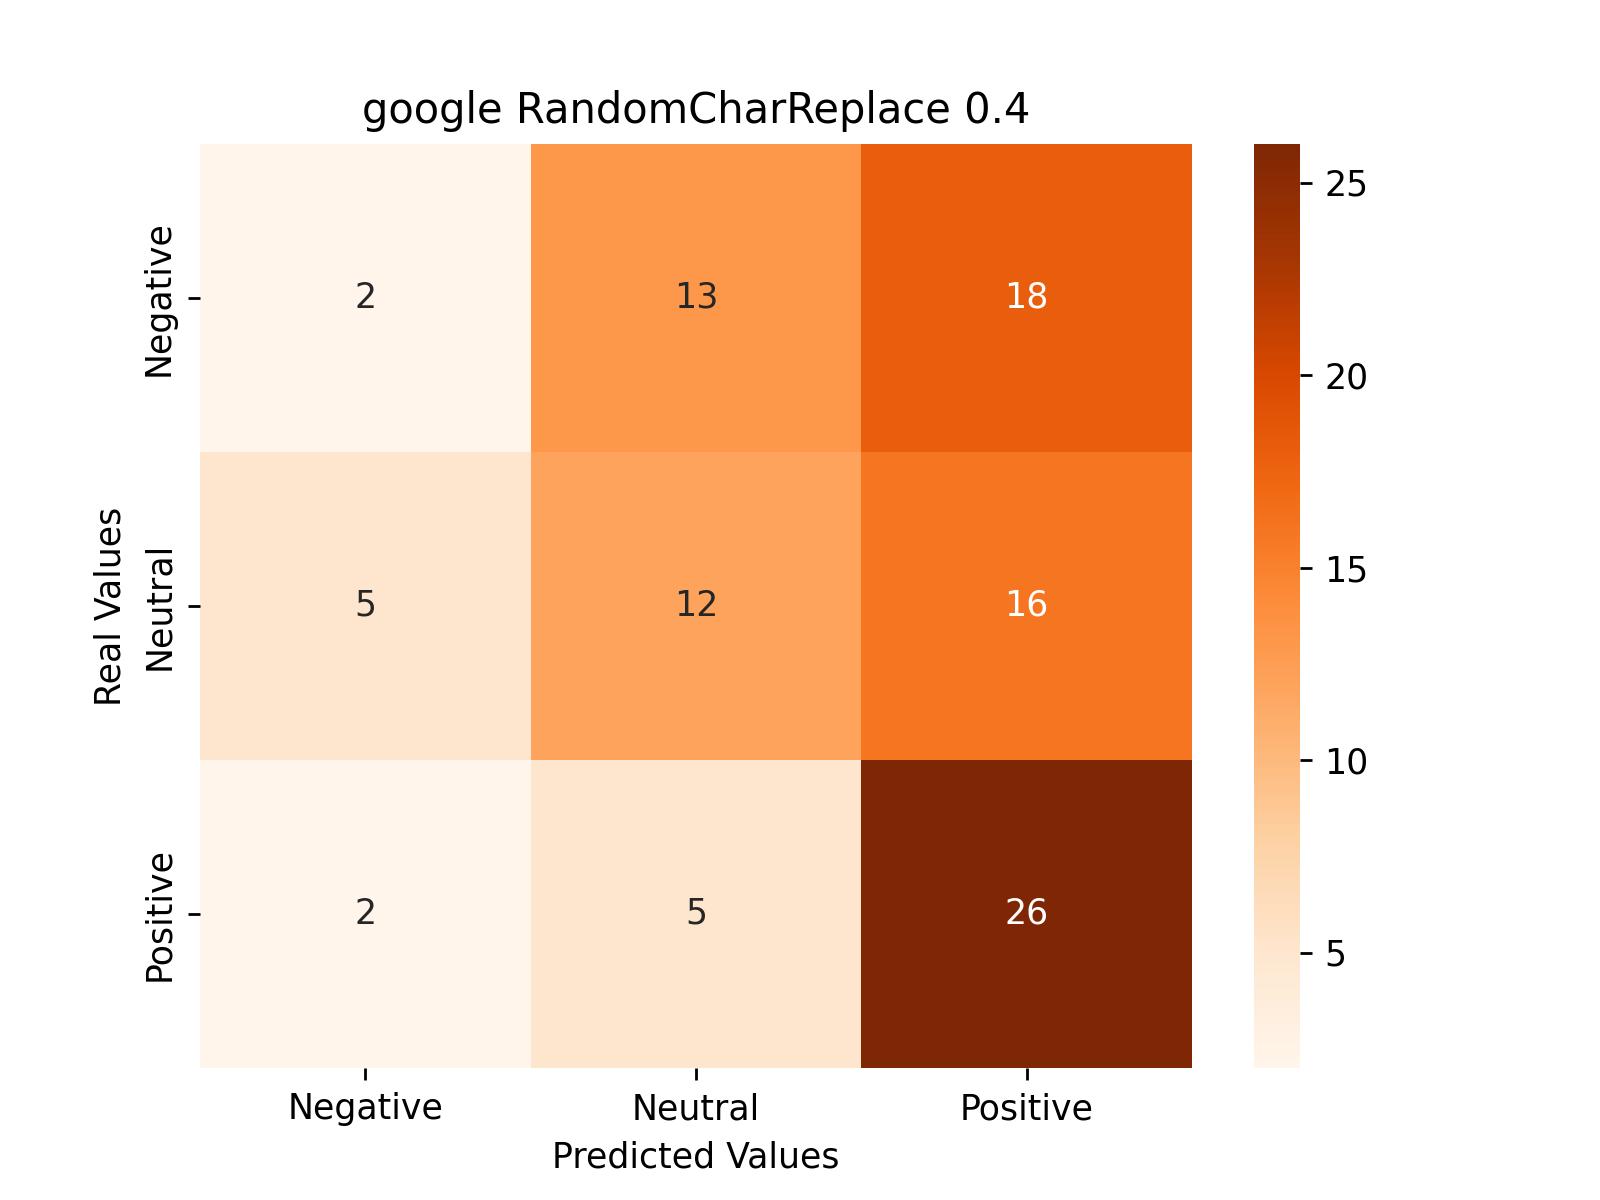 google RandomCharReplace 0.4
Real Values
Negative
2 13 18
Neutral
5 12 16
Positive
2 5 26
Negative Neutral Positive
Predicted Values
25
20
15
10
5